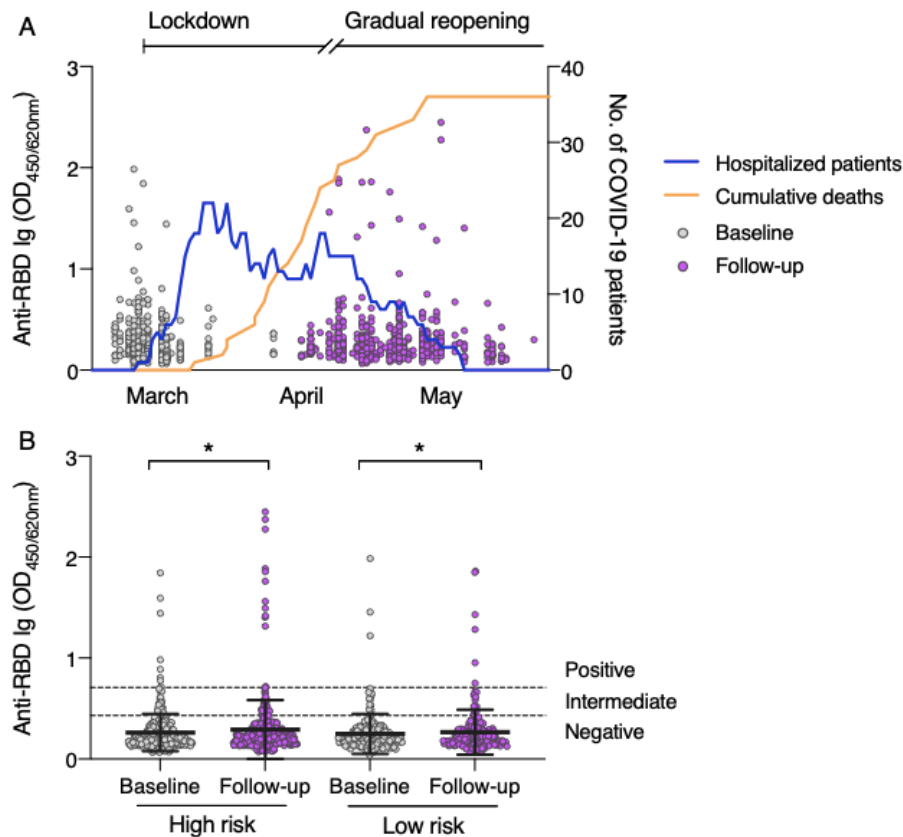 A
Lockdown
Gradual reopening
Anti-RBD Ig (OD450/620nm)
3
2
1
0
40
30
20
10
0
No. of COVID-19 patients
March
April
May
Hospitalized patients
Cumulative deaths
Baseline
Follow-up
B
Anti-RBD Ig (OD450/620nm)
3
2
1
0
*
*
Positive
Intermediate
Negative
Baseline
Follow-up
Baseline
Follow-up
High risk
Low risk